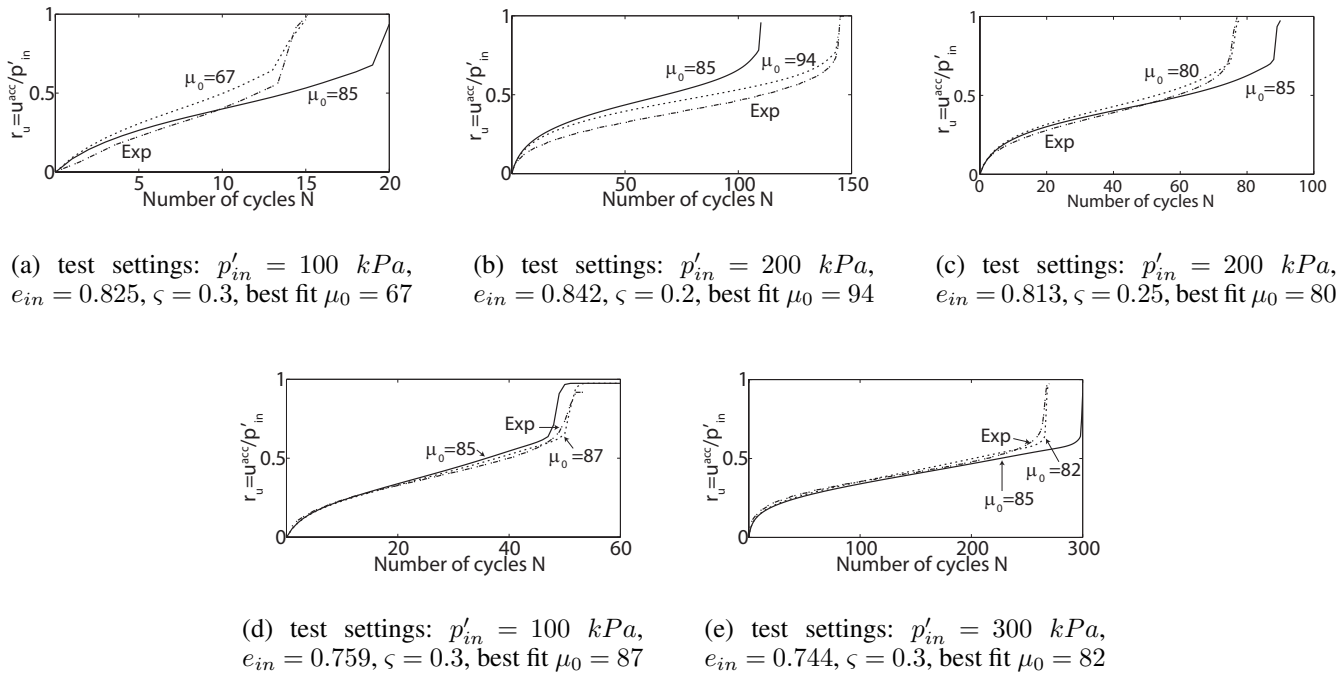 1
0.5
0
r_u=u^acc/p'_in
μ_0=67
μ_0=85
Exp
5
10
15
20
Number of cycles N
(a) test settings: p'_in = 100 kPa,
e_in = 0.825, ς = 0.3, best fit μ_0 = 67
1
0.5
0
r_u=u^acc/p'_in
μ_0=85
μ_0=94
Exp
50
100
150
Number of cycles N
(b) test settings: p'_in = 200 kPa,
e_in = 0.842, ς = 0.2, best fit μ_0 = 94
1
0.5
0
r_u=u^acc/p'_in
μ_0=80
μ_0=85
Exp
0
20
40
60
80
100
Number of cycles N
(c) test settings: p'_in = 200 kPa,
e_in = 0.813, ς = 0.25, best fit μ_0 = 80
1
0.5
0
r_u=u^acc/p'_in
Exp
μ_0=85
μ_0=87
20
40
60
Number of cycles N
(d) test settings: p'_in = 100 kPa,
e_in = 0.759, ς = 0.3, best fit μ_0 = 87
1
0.5
0
r_u=u^acc/p'_in
Exp
μ_0=82
μ_0=85
100
200
300
Number of cycles N
(e) test settings: p'_in = 300 kPa,
e_in = 0.744, ς = 0.3, best fit μ_0 = 82